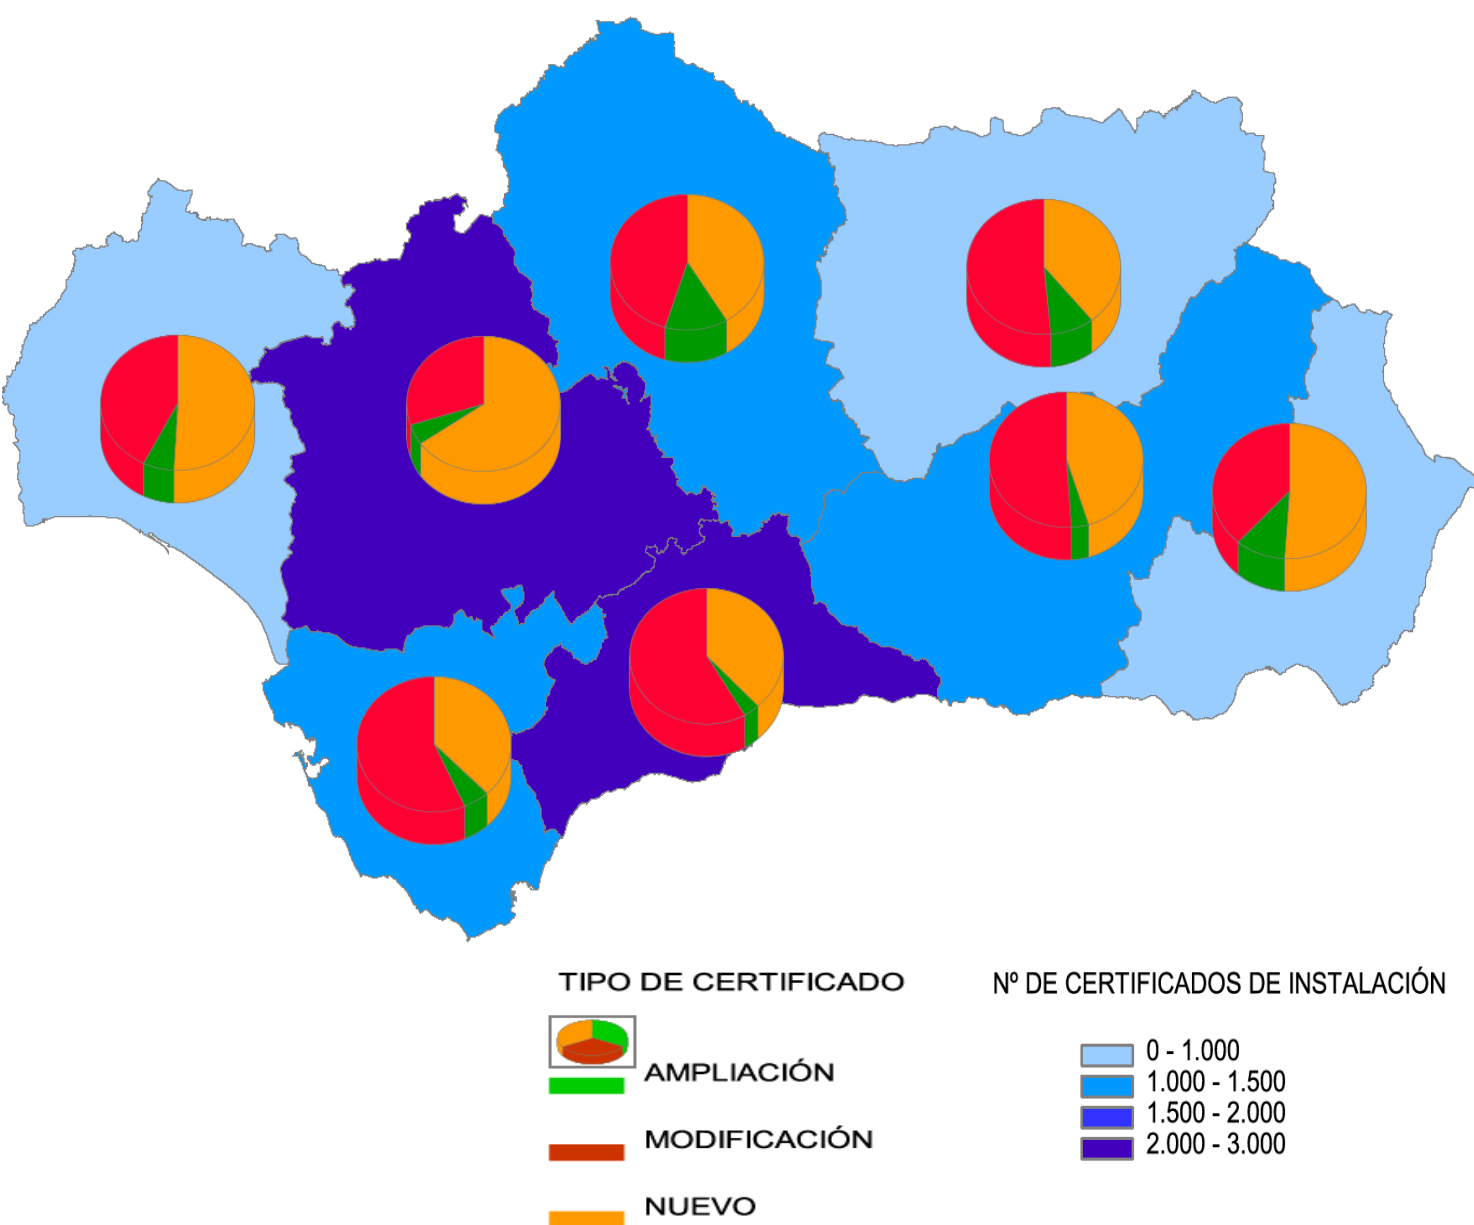 TIPO DE CERTIFICADO
AMPLIACIÓN
MODIFICACIÓN
NUEVO
Nº DE CERTIFICADOS DE INSTALACIÓN
0 - 1.000
1.000 - 1.500
1.500 - 2.000
2.000 - 3.000